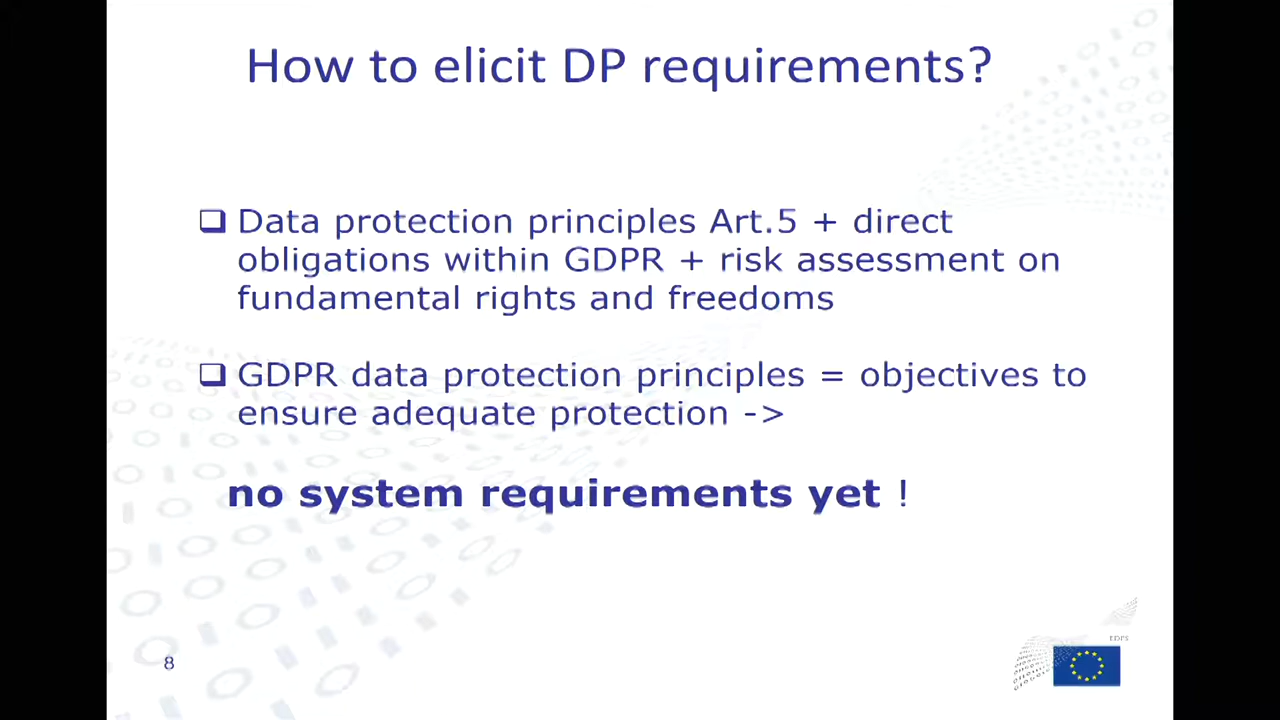 How to elicit DP requirements?
Data protection principles Art.5 + direct
obligations within GDPR + risk assessment on
fundamental rights and freedoms
GDPR data protection principles = objectives to
ensure adequate protection ->
no system requirements yet !
EDPS
8